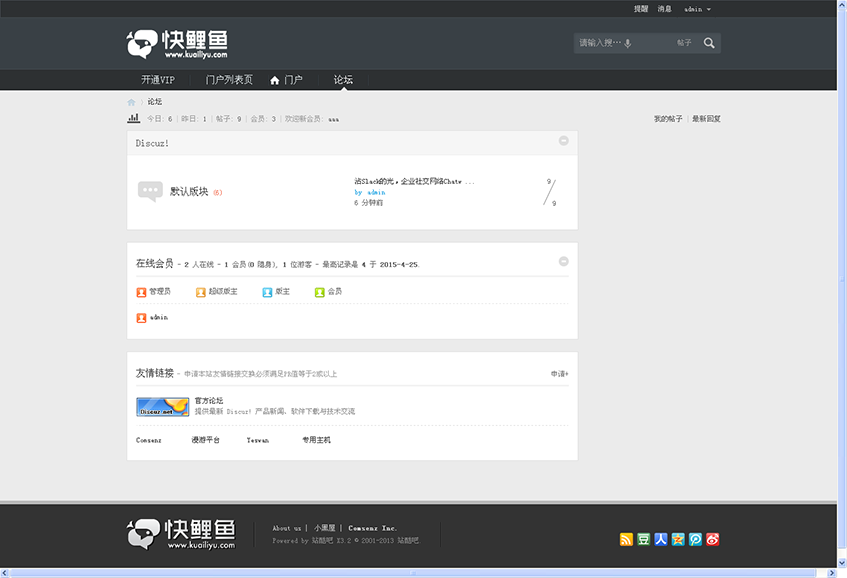 提醒 消息 admin
快鲤鱼
www.kuailiyu.com
请输入搜… 帖子
开通VIP 门户列表页 门户 论坛
论坛
今日: 6 | 昨日: 1 | 帖子: 9 | 会员: 3 | 欢迎新会员: aaa
我的帖子 | 最新回复
Discuz!
默认版块 (6)
沾Slack的光,企业社交网络Chatw ...
by admin
6 分钟前
9 / 9
在线会员 - 2 人在线 - 1 会员(0 隐身), 1 位游客 - 最高记录是 4 于 2015-4-25.
管理员 超级版主 版主 会员
admin
友情链接 - 申请本站友情链接交换必须满足PR值等于2或以上
申请+
Discuz.net
官方论坛
提供最新 Discuz! 产品新闻、软件下载与技术交流
Comsenz 漫游平台 Yeswan 专用主机
快鲤鱼
www.kuailiyu.com
About us | 小黑屋 | Comsenz Inc.
Powered by 站酷吧 X3.2 © 2001-2013 站酷吧.